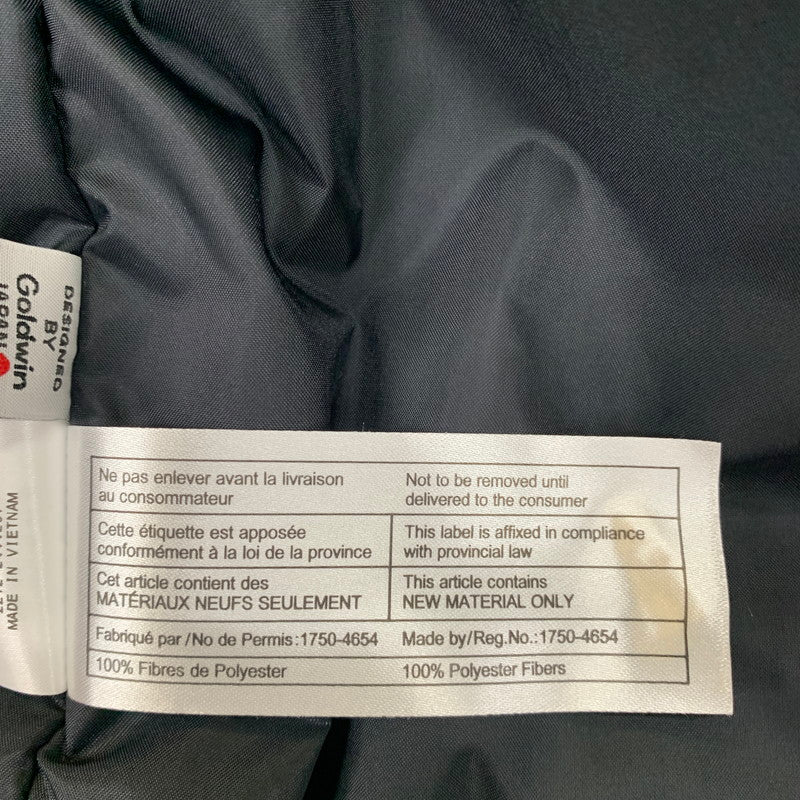 DESIGNED
BY
Goldwin
JAPAN
MADE IN VIETNAM
Ne pas enlever avant la livraison
au consommateur
Not to be removed until
delivered to the consumer
Cette étiquette est apposée
conformément à la loi de la province
This label is affixed in compliance
with provincial law
Cet article contient des
MATÉRIAUX NEUFS SEULEMENT
This article contains
NEW MATERIAL ONLY
Fabriqué par /No de Permis:1750-4654
Made by/Reg.No.:1750-4654
100% Fibres de Polyester
100% Polyester Fibers